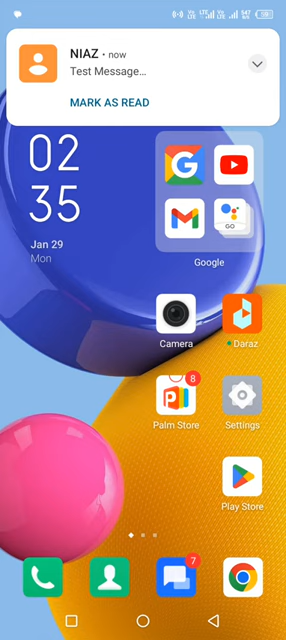 NIAZ • now
Test Message...
MARK AS READ
02
35
Jan 29
Mon
GO
Google
Camera
Daraz
8
Palm Store
Settings
Play Store
7